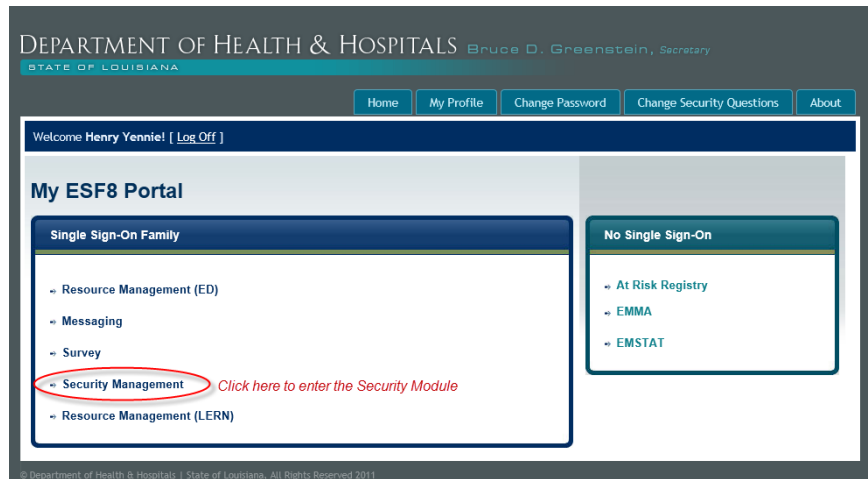 DEPARTMENT OF HEALTH & HOSPITALS Bruce D. Greenstein, Secretary
STATE OF LOUISIANA
Home My Profile Change Password Change Security Questions About
Welcome Henry Yennie! [ Log Off ]
My ESF8 Portal
Single Sign-On Family
No Single Sign-On
Resource Management (ED)
Messaging
Survey
Security Management Click here to enter the Security Module
Resource Management (LERN)
At Risk Registry
EMMA
EMSTAT
© Department of Health & Hospitals | State of Louisiana. All Rights Reserved 2011